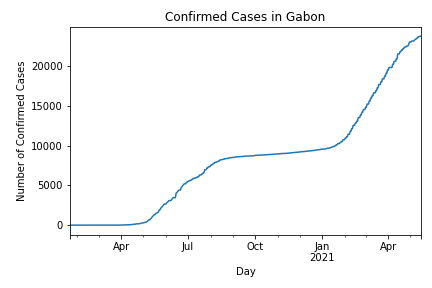 Confirmed Cases in Gabon
Number of Confirmed Cases
20000
15000
10000
5000
0
Apr Jul Oct Jan Apr
2021
Day